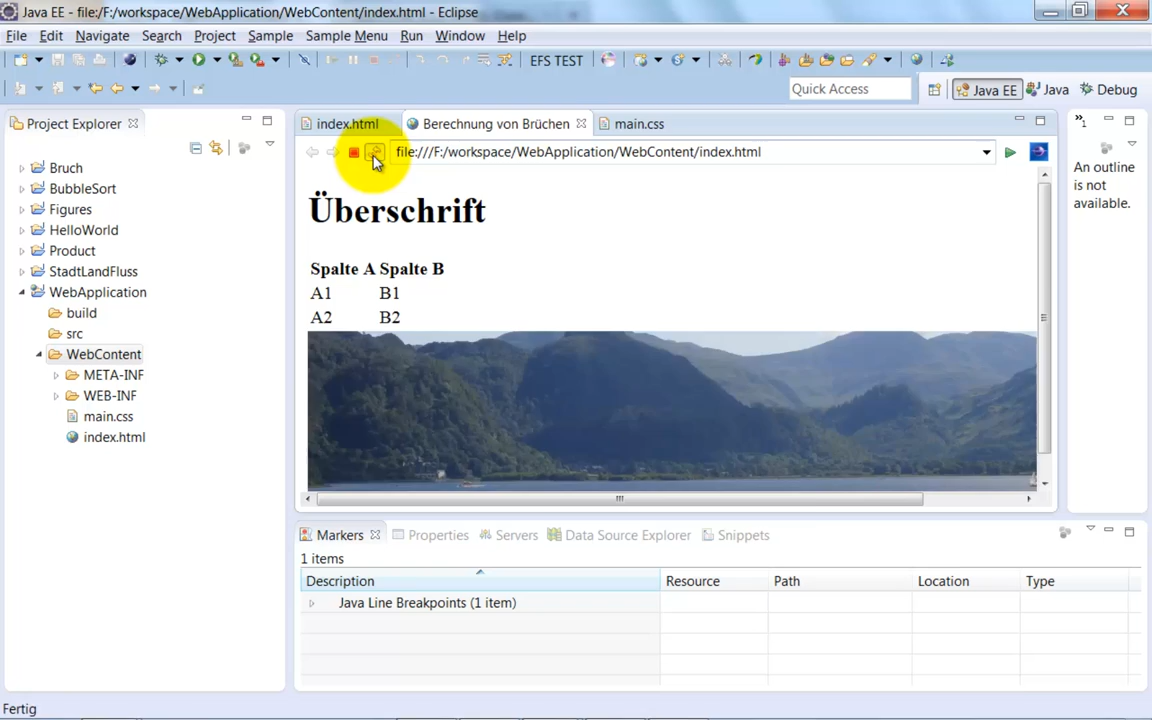 Java EE - file:/F:/workspace/WebApplication/WebContent/index.html - Eclipse
File Edit Navigate Search Project Sample Sample Menu Run Window Help
EFS TEST
Quick Access Java EE Java Debug
Project Explorer
index.html Berechnung von Brüchen main.css
»1
file:///F:/workspace/WebApplication/WebContent/index.html
Bruch
BubbleSort
Figures
HelloWorld
Product
StadtLandFluss
WebApplication
build
src
WebContent
META-INF
WEB-INF
main.css
index.html
Überschrift
Spalte A Spalte B
A1 B1
A2 B2
An outline
is not
available.
Markers Properties Servers Data Source Explorer Snippets
1 items
Description Resource Path Location Type
Java Line Breakpoints (1 item)
Fertig